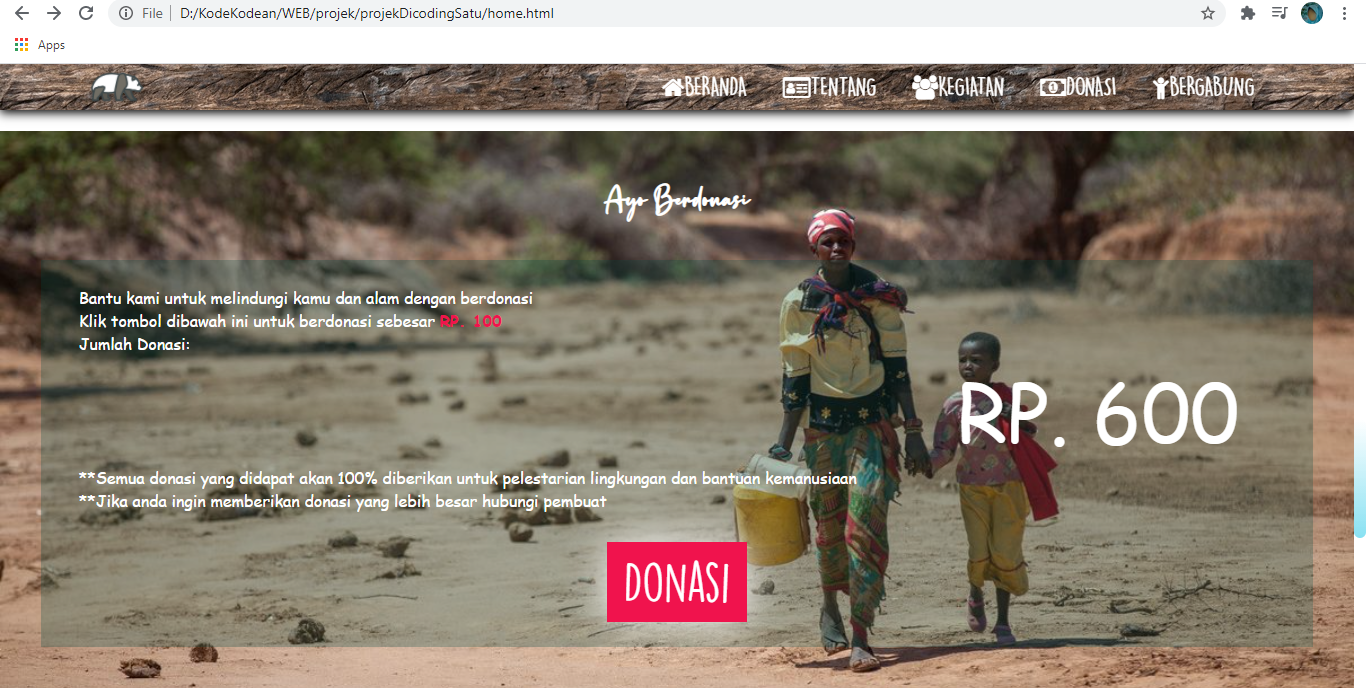 File
D:/KodeKodean/WEB/projek/projekDicodingSatu/home.html
Apps
BERANDA TENTANG KEGIATAN DONASI BERGABUNG
Ayo Berdonasi
Bantu kami untuk melindungi kamu dan alam dengan berdonasi
Klik tombol dibawah ini untuk berdonasi sebesar RP. 100
Jumlah Donasi:
RP. 600
**Semua donasi yang didapat akan 100% diberikan untuk pelestarian lingkungan dan bantuan kemanusiaan
**Jika anda ingin memberikan donasi yang lebih besar hubungi pembuat
DONASI